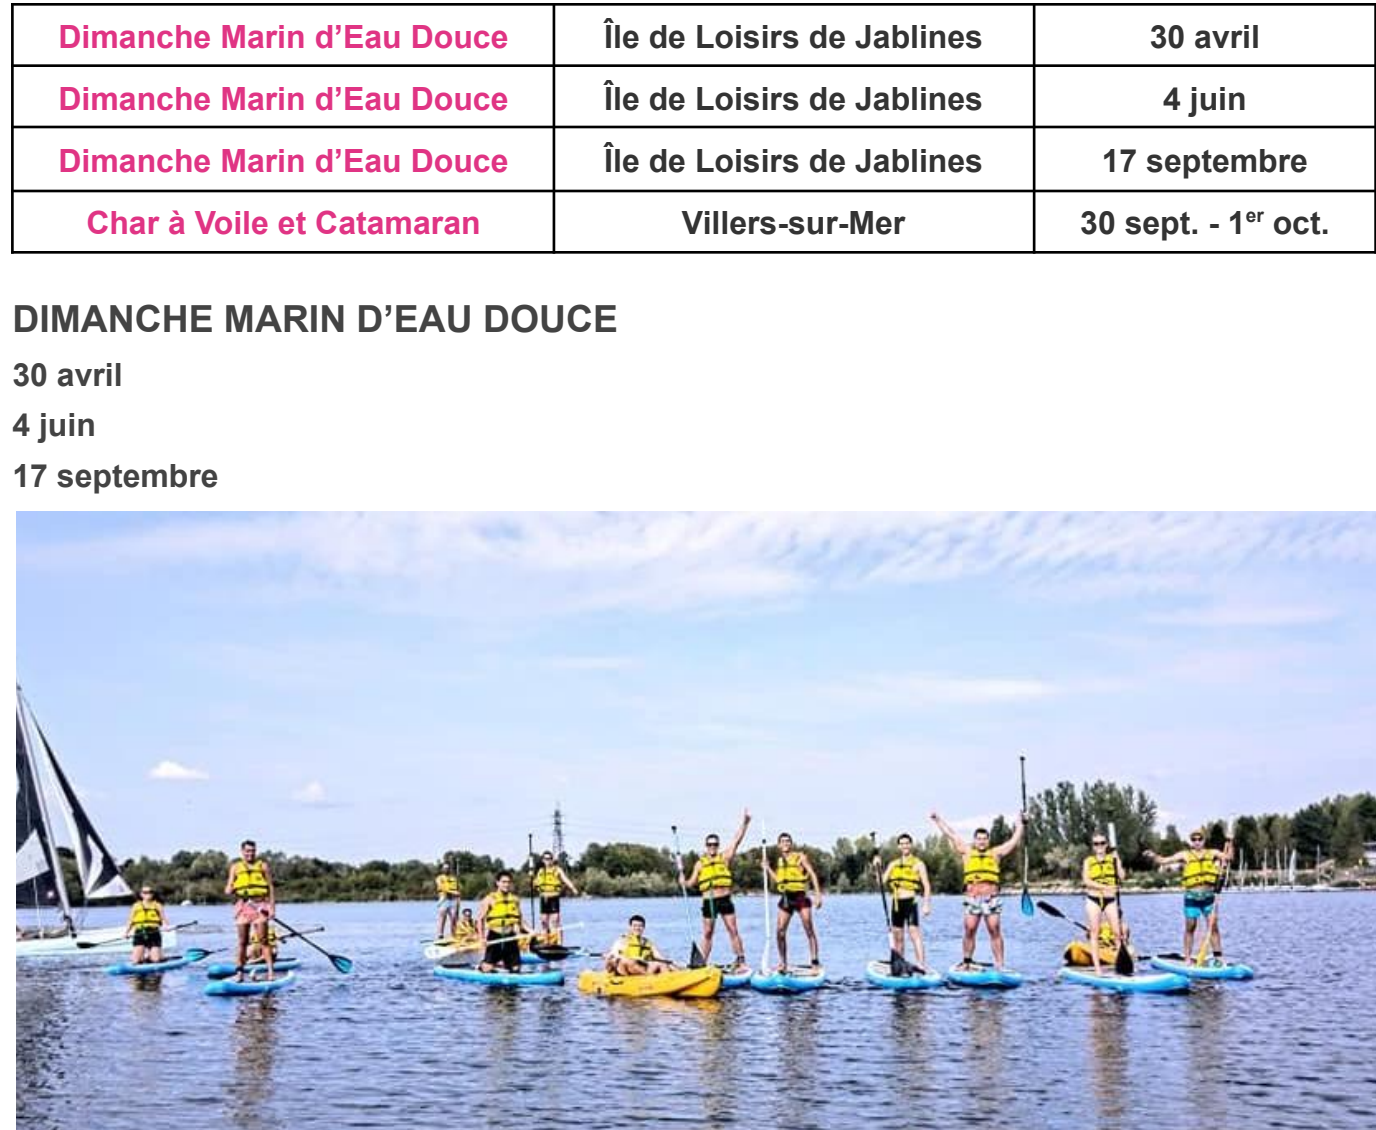 Dimanche Marin d’Eau Douce Île de Loisirs de Jablines 30 avril
Dimanche Marin d’Eau Douce Île de Loisirs de Jablines 4 juin
Dimanche Marin d’Eau Douce Île de Loisirs de Jablines 17 septembre
Char à Voile et Catamaran Villers-sur-Mer 30 sept. - 1er oct.
DIMANCHE MARIN D’EAU DOUCE
30 avril
4 juin
17 septembre